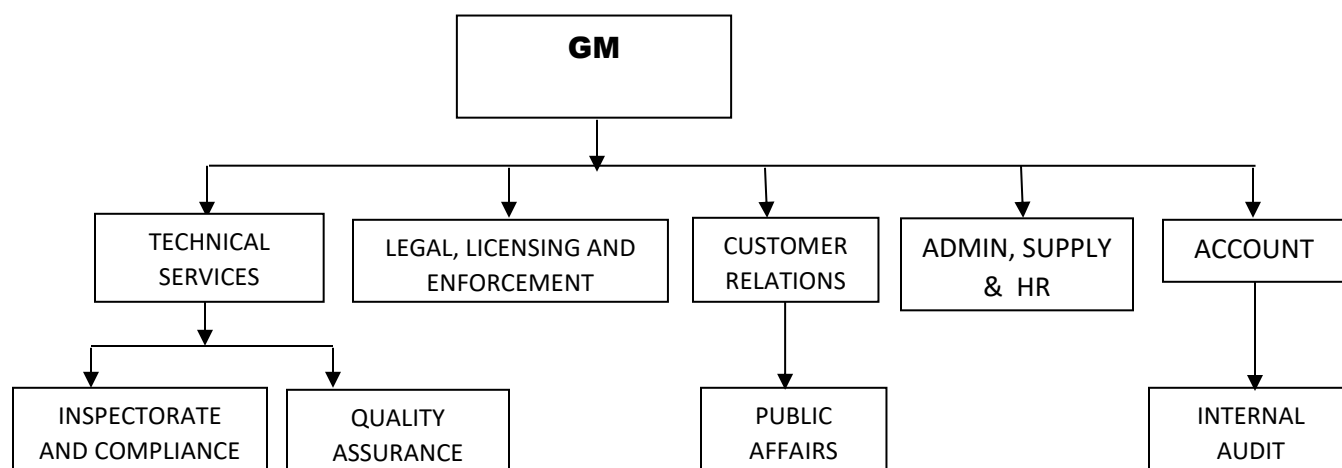 GM
TECHNICAL
SERVICES
LEGAL, LICENSING AND
ENFORCEMENT
CUSTOMER
RELATIONS
ADMIN, SUPPLY
& HR
ACCOUNT
INSPECTORATE
AND COMPLIANCE
QUALITY
ASSURANCE
PUBLIC
AFFAIRS
INTERNAL
AUDIT